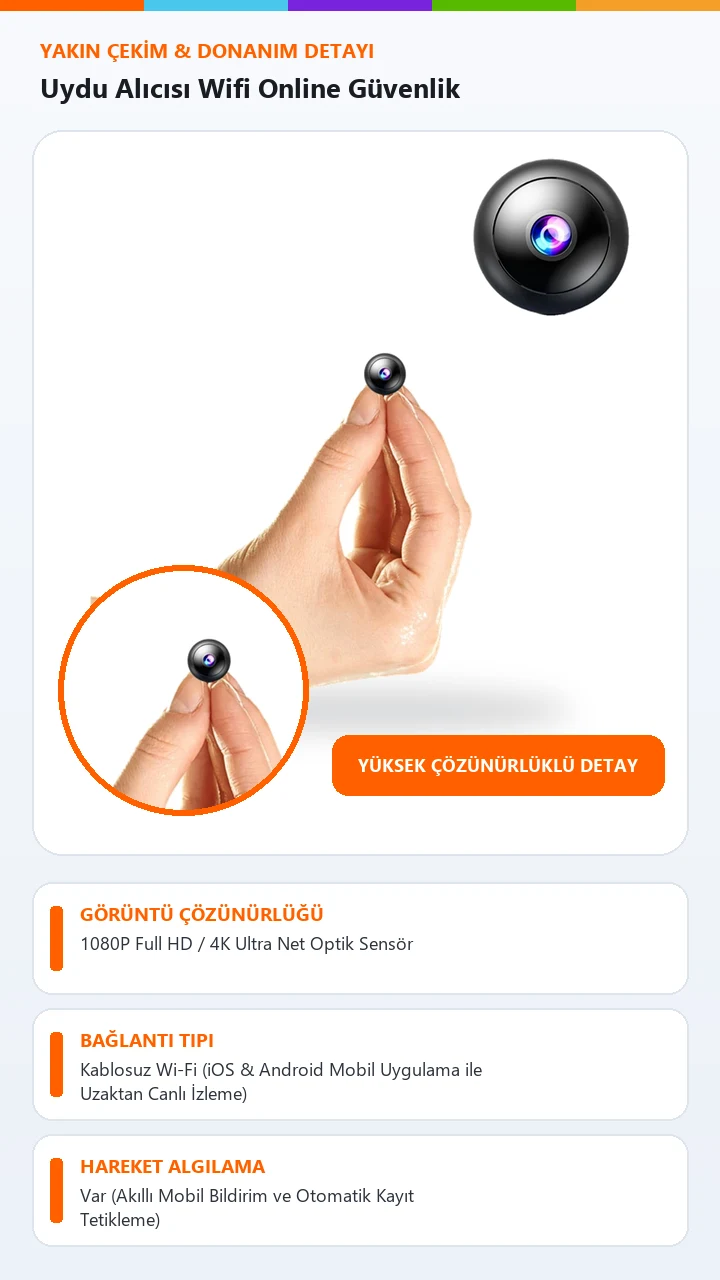 YAKIN ÇEKİM & DONANIM DETAYI
Uydu Alıcısı Wifi Online Güvenlik
YÜKSEK ÇÖZÜNÜRLÜKLÜ DETAY
GÖRÜNTÜ ÇÖZÜNÜRLÜĞÜ
1080P Full HD / 4K Ultra Net Optik Sensör
BAĞLANTI TIPI
Kablosuz Wi-Fi (iOS & Android Mobil Uygulama ile
Uzaktan Canlı İzleme)
HAREKET ALGILAMA
Var (Akıllı Mobil Bildirim ve Otomatik Kayıt
Tetikleme)